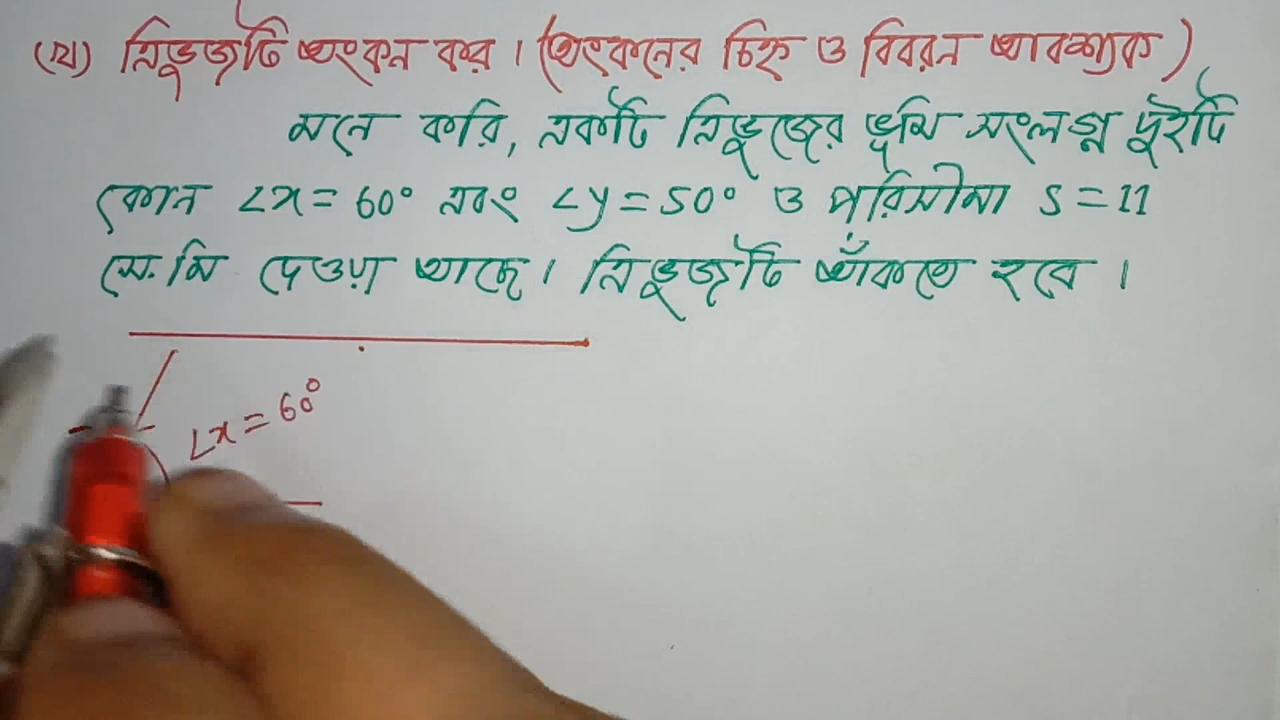 (খ) ত্রিভুজটি অংকন কর। (অংকনের চিহ্ন ও বিবরন আবশ্যক)
মনে করি, একটি ত্রিভুজের ভূমি সংলগ্ন দুইটি
কোন ∠x = 60° এবং ∠y = 50° ও পরিসীমা s = 11
সে.মি দেওয়া আছে। ত্রিভুজটি আঁকতে হবে।
∠x = 60°